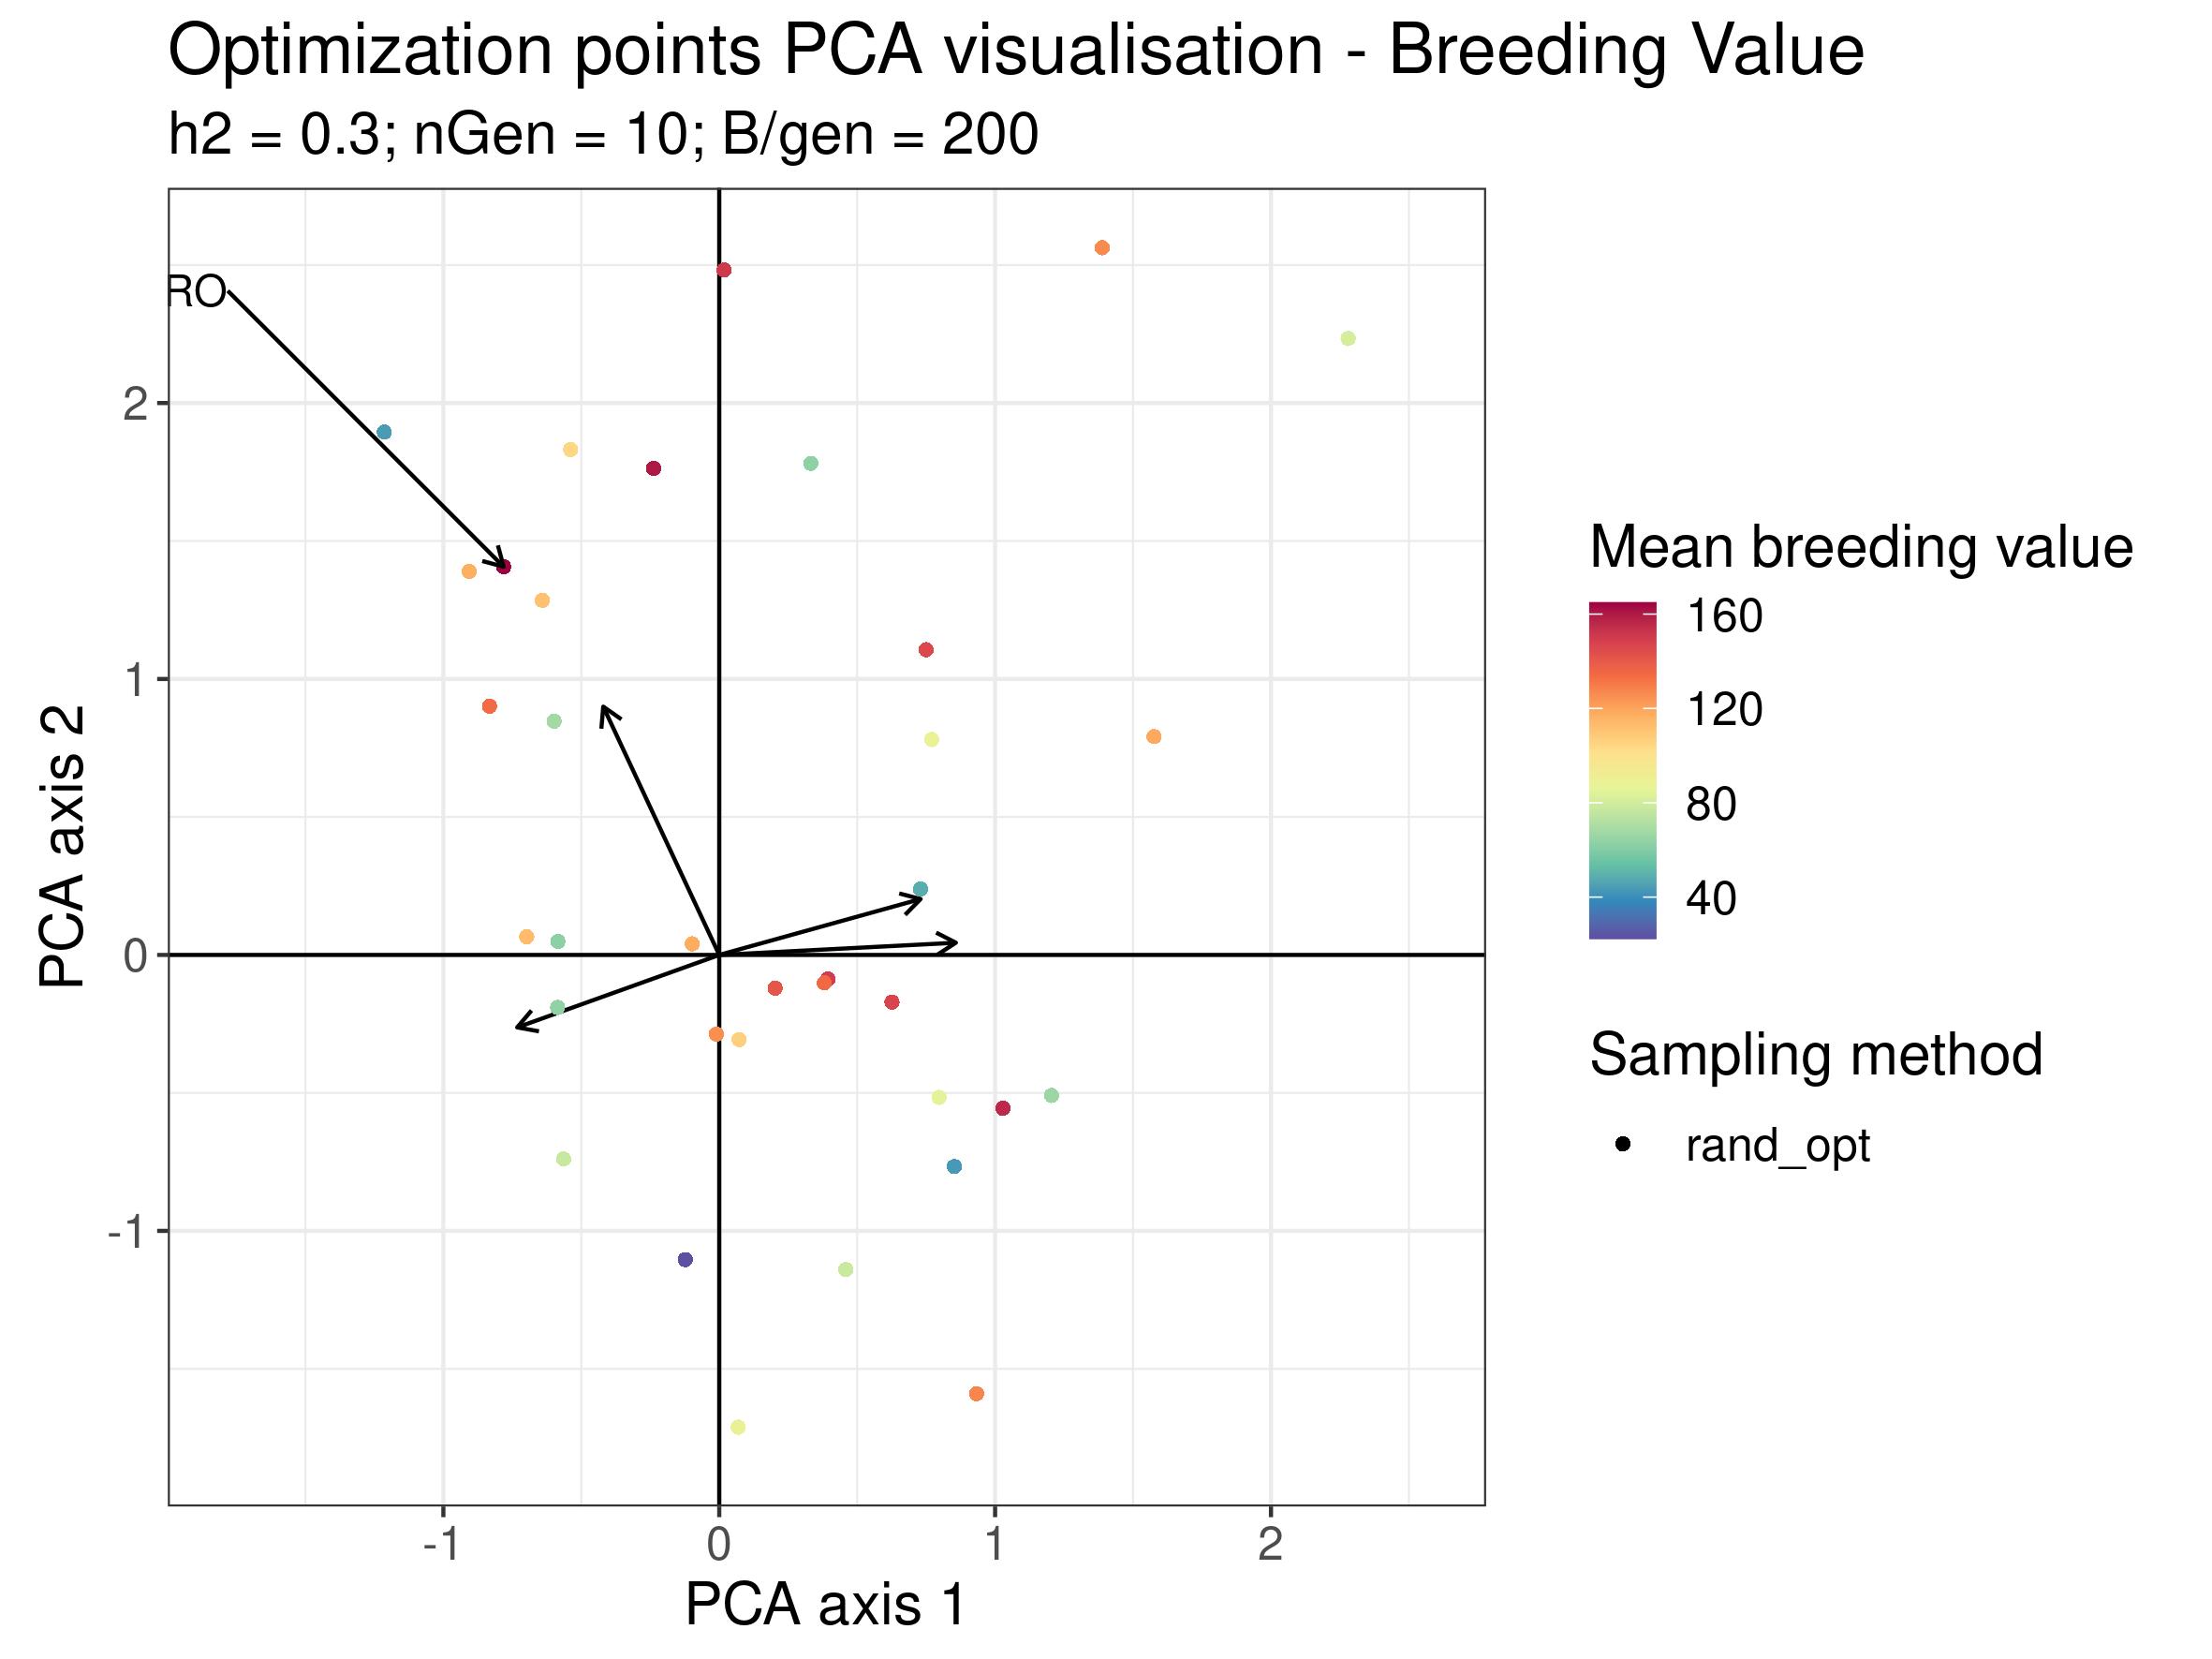 Optimization points PCA visualisation - Breeding Value
h2 = 0.3; nGen = 10; B/gen = 200
RO
2
1
0
-1
PCA axis 2
-1
0
1
2
PCA axis 1
Mean breeding value
160
120
80
40
Sampling method
rand_opt